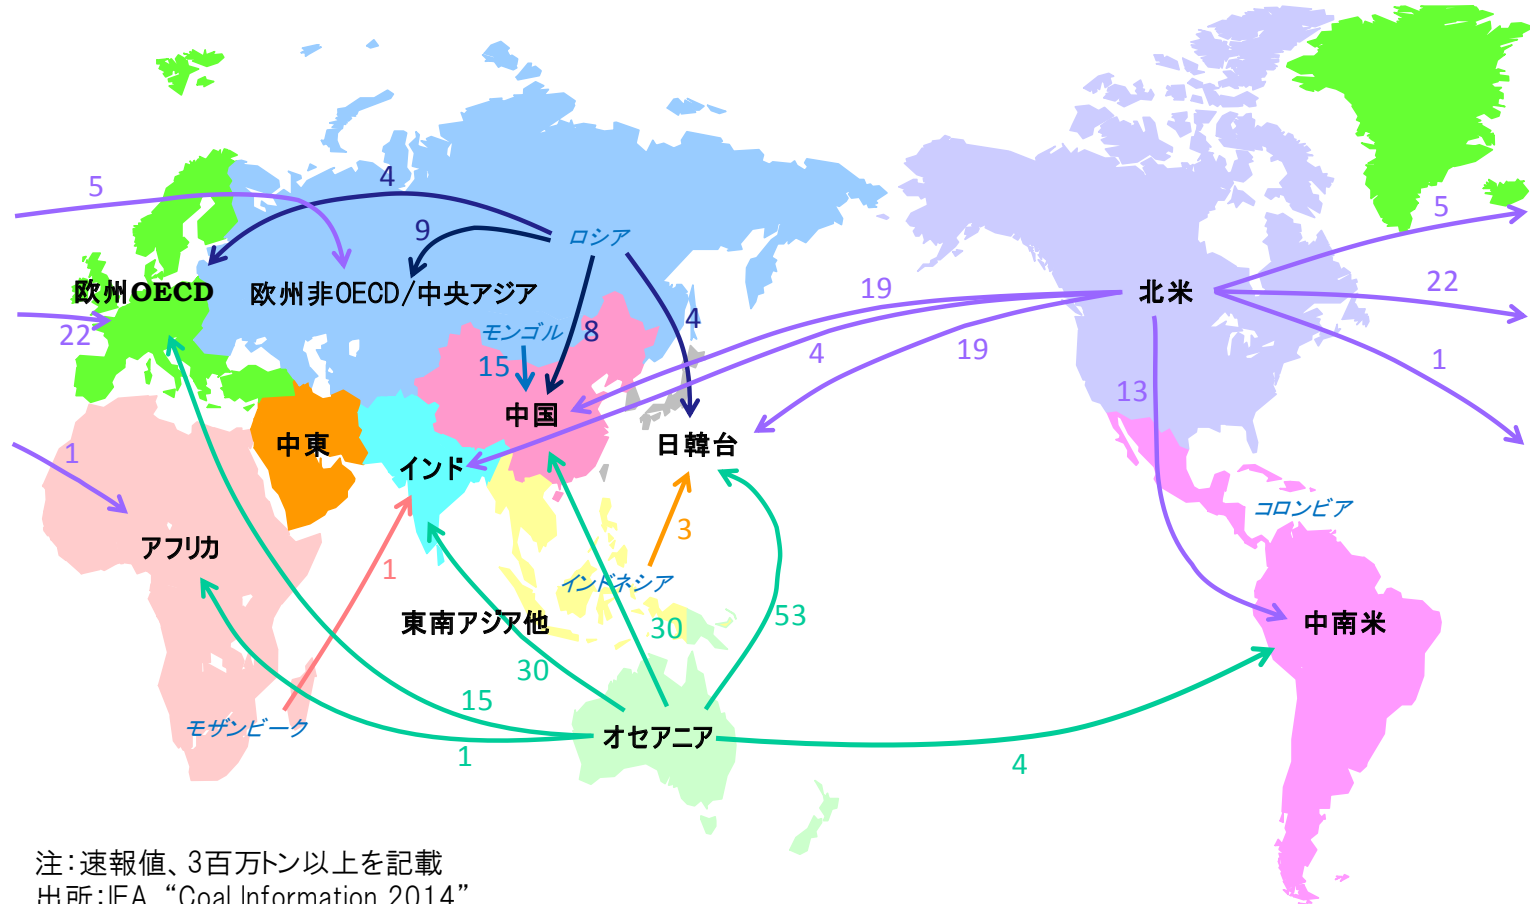 5
4
9
ロシア
5
欧州OECD
欧州非OECD/中央アジア
北米
19
22
22
モンゴル
8
4
15
4
19
1
13
中国
中東
インド
日韓台
1
コロンビア
アフリカ
3
1
インドネシア
東南アジア他
30
53
中南米
30
15
モザンビーク
オセアニア
1
4
注：速報値、3百万トン以上を記載
出所：IEA, “Coal Information 2014”